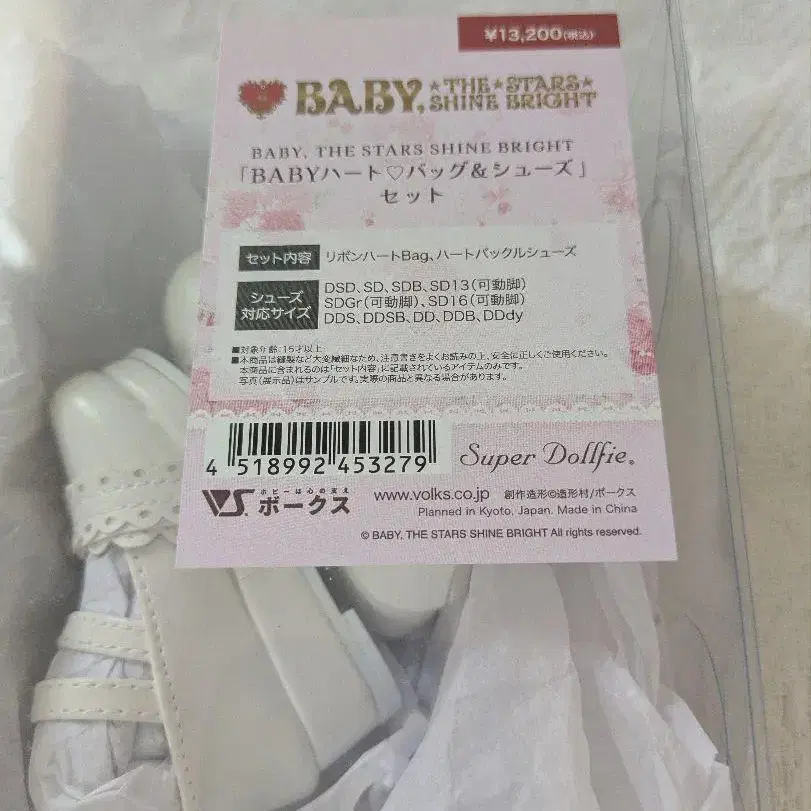 ¥13,200(税込)
BABY, ★THE★STARS★
SHINE BRIGHT
BABY, THE STARS SHINE BRIGHT
「BABYハート♡バッグ&シューズ」
セット
セット内容 リボンハートBag、ハートバックルシューズ
シューズ
対応サイズ
DSD、SD、SDB、SD13(可動脚)
SDGr(可動脚)、SD16(可動脚)
DDS、DDSB、DD、DDB、DDdy
■対象年齢:15才以上
■本商品は縫製など大変繊細なため、注意書きをよくお読みの上、安全に正しくご使用ください。
本商品に含まれるのは「セット内容」に記載されているアイテムのみです。
写真(展示品)はサンプルです。実際の商品と異なる場合があります。
4 518992 453279
Super Dollfie®
VS. ホビーは心の支え
ボークス
www.volks.co.jp 創作造形©造形村/ボークス
Planned in Kyoto, Japan. Made in China
© BABY, THE STARS SHINE BRIGHT All rights reserved.